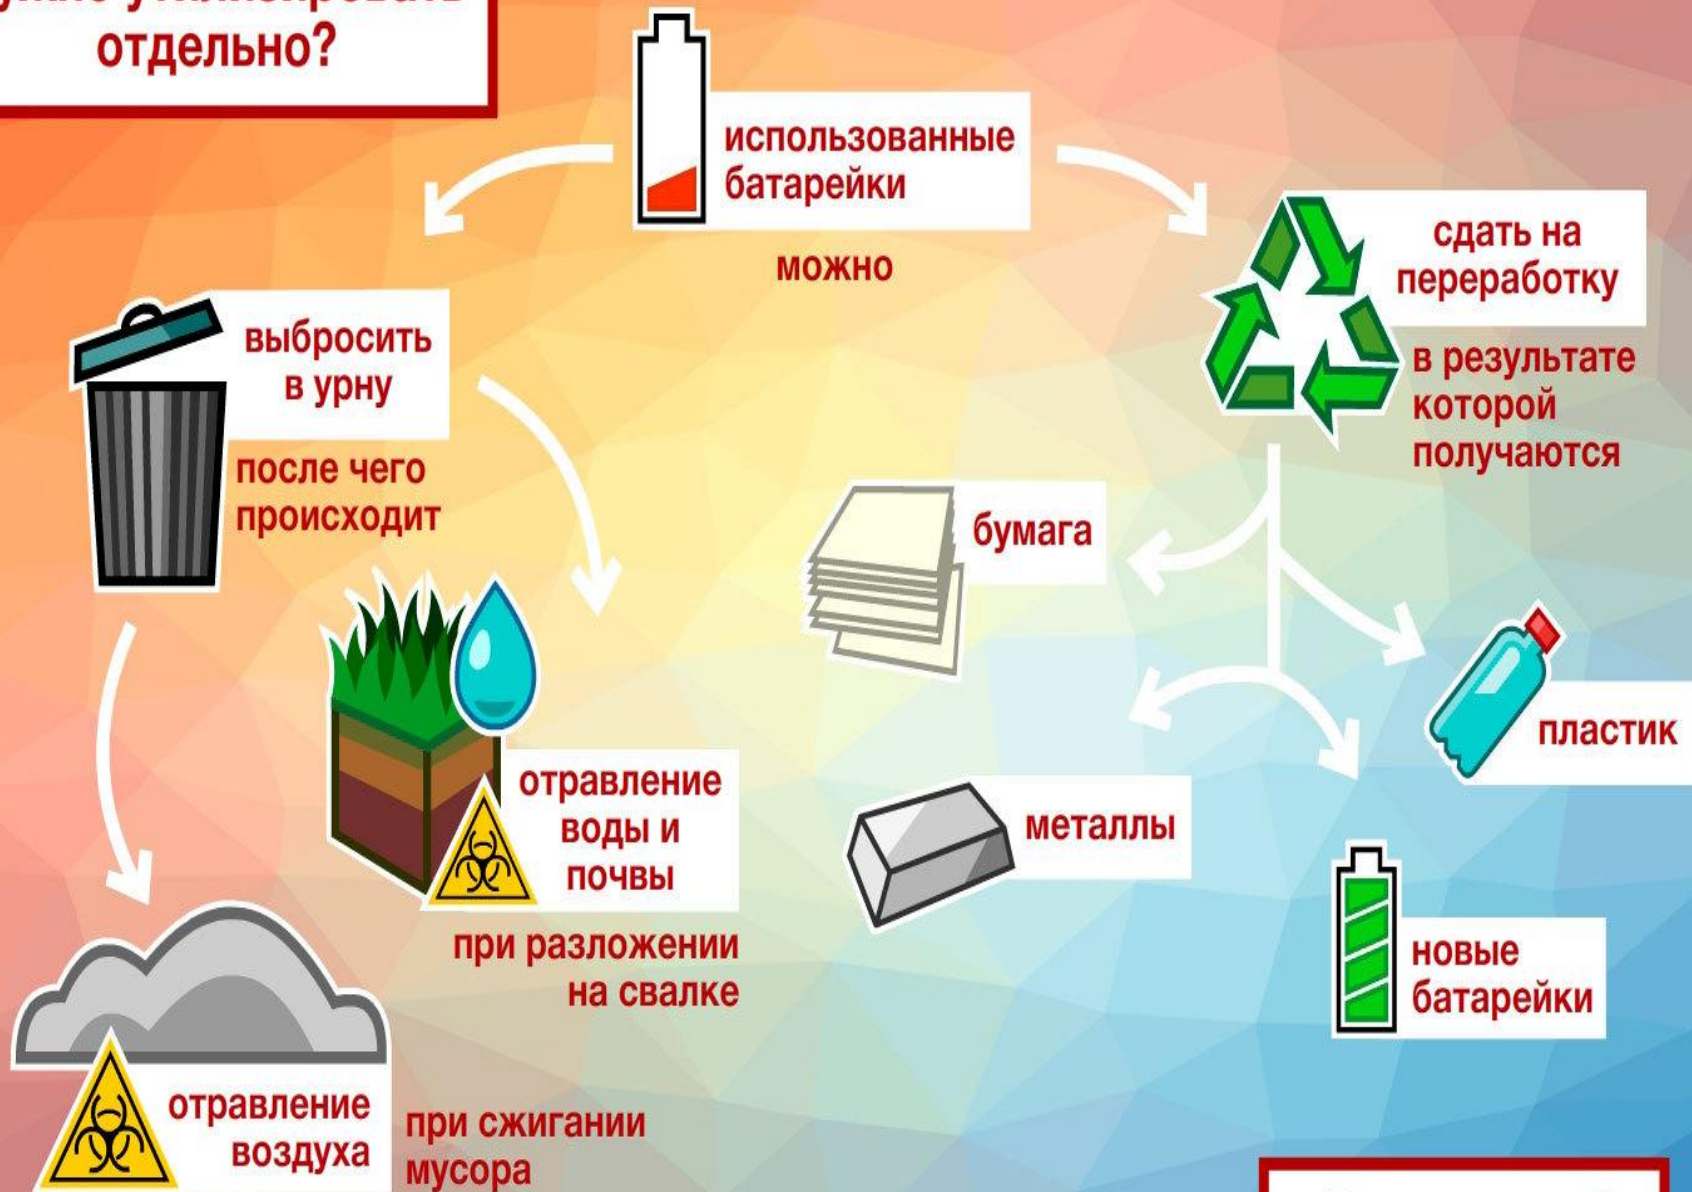 утилизировать
отдельно?
использованные
батарейки
можно
сдать на
переработку
в результате
которой
получаются
выбросить
в урну
после чего
происходит
бумага
пластик
отравление
воды и
почвы
при разложении
на свалке
металлы
новые
батарейки
отравление
воздуха
при сжигании
мусора